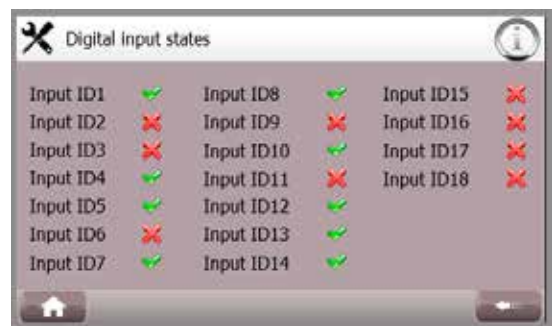 Digital input states
Input ID1 Input ID8 Input ID15
Input ID2 Input ID9 Input ID16
Input ID3 Input ID10 Input ID17
Input ID4 Input ID11 Input ID18
Input ID5 Input ID12
Input ID6 Input ID13
Input ID7 Input ID14